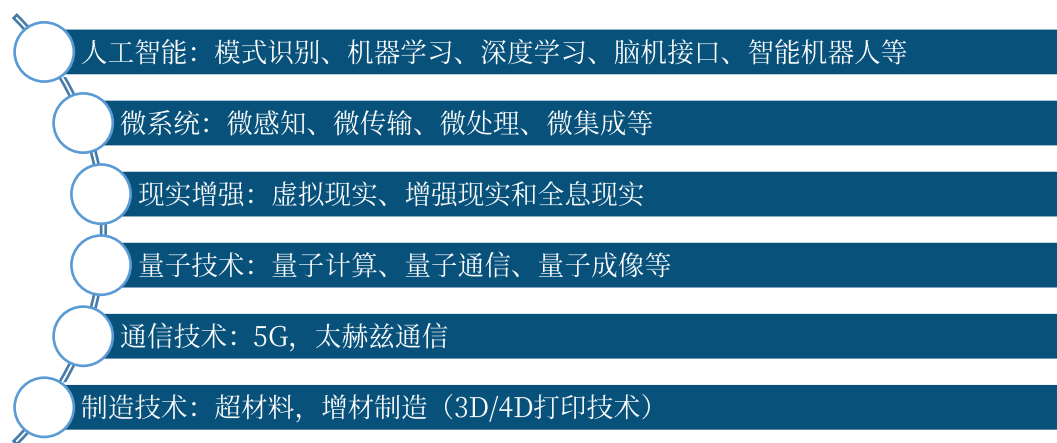 人工智能：模式识别、机器学习、深度学习、脑机接口、智能机器人等
微系统：微感知、微传输、微处理、微集成等
现实增强：虚拟现实、增强现实和全息现实
量子技术：量子计算、量子通信、量子成像等
通信技术：5G，太赫兹通信
制造技术：超材料，增材制造（3D/4D打印技术）